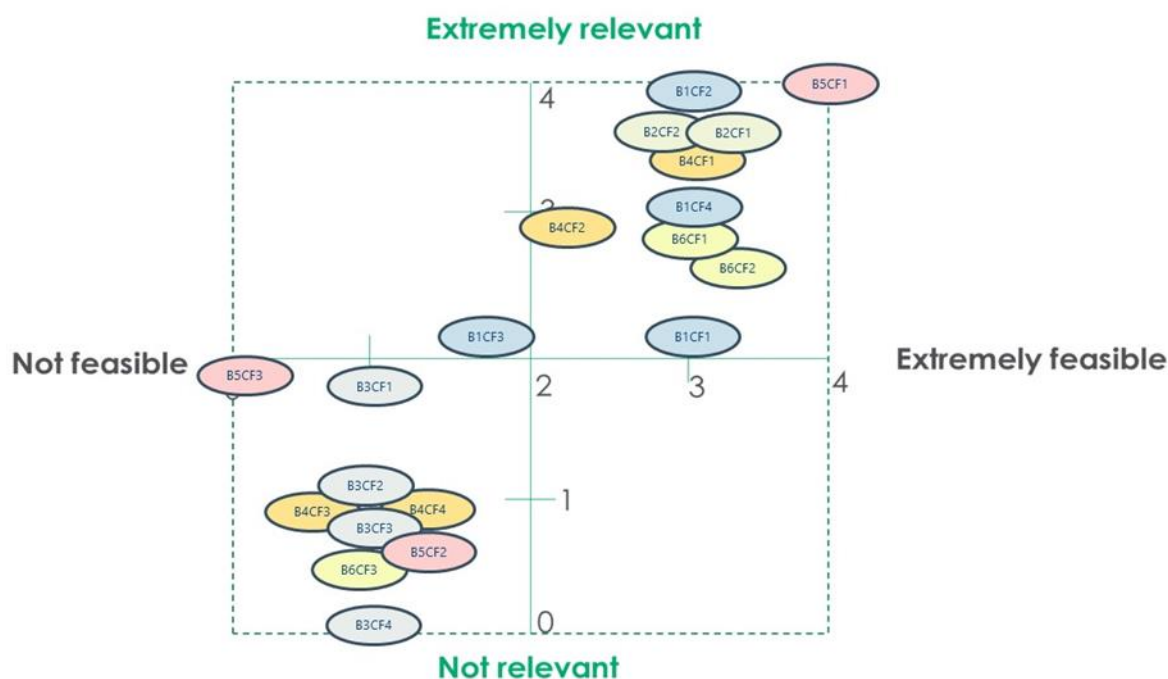 Extremely relevant
B5CF1
4
B1CF2
B2CF2
B2CF1
B4CF1
B1CF4
B4CF2
B6CF1
B6CF2
B1CF3
B1CF1
Not feasible
Extremely feasible
B5CF3
B3CF1
2
3
4
B3CF2
1
B4CF3
B4CF4
B3CF3
B5CF2
B6CF3
B3CF4
0
Not relevant